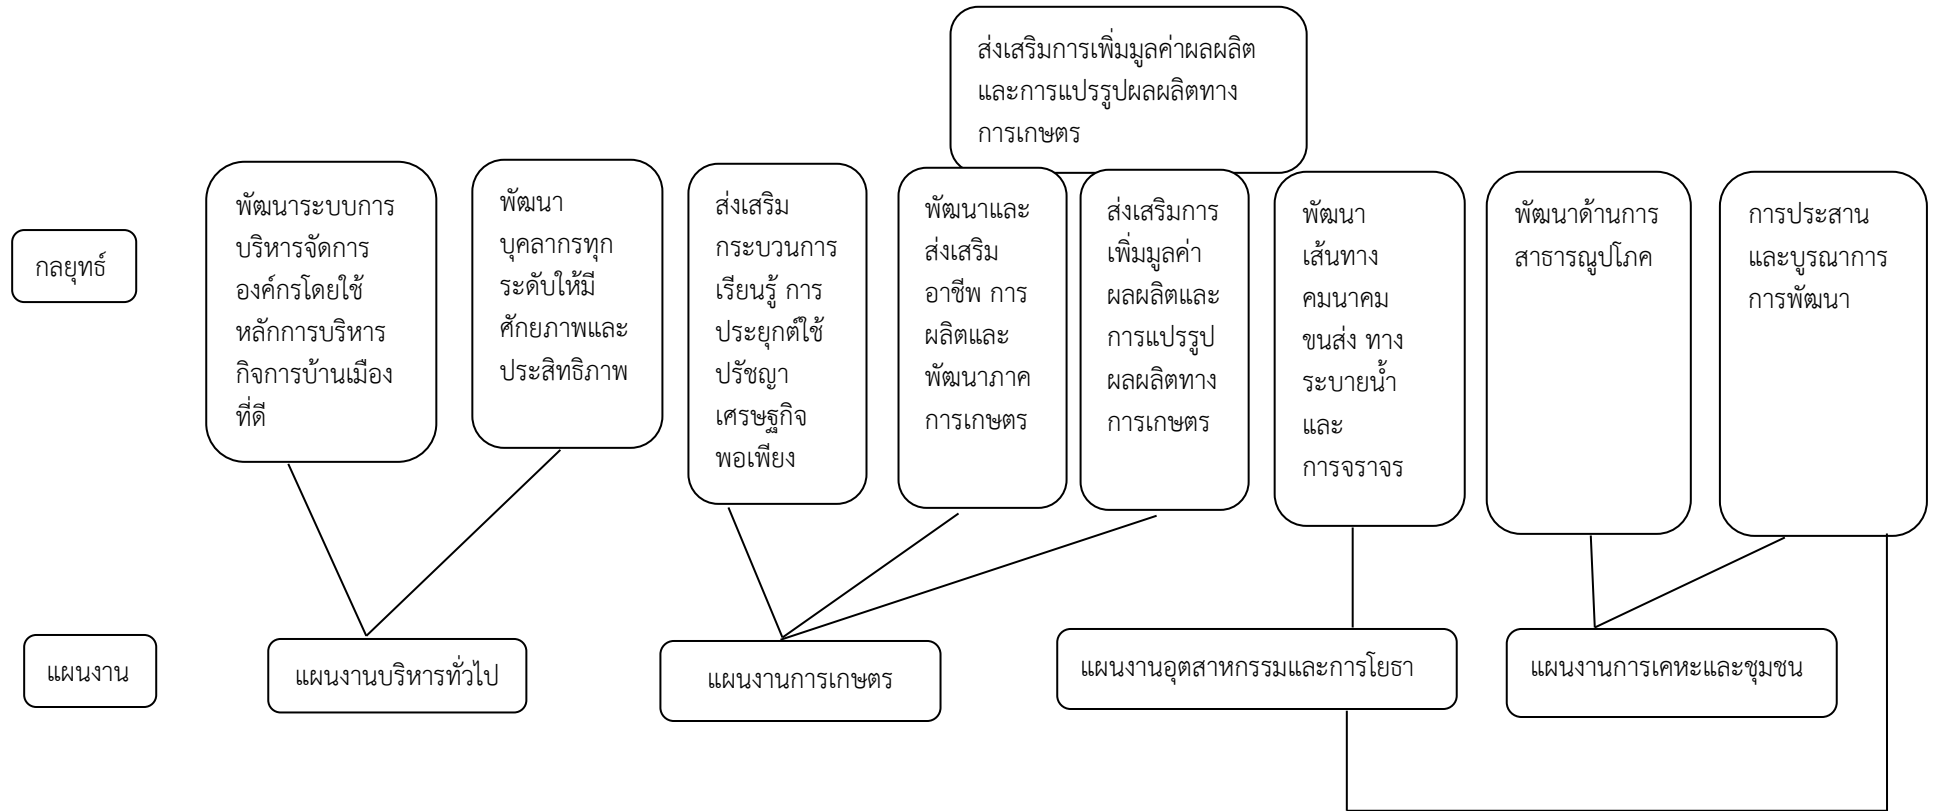 ส่งเสริมการเพิ่มมูลค่าผลผลิต
และการแปรรูปผลผลิตทาง
การเกษตร
กลยุทธ์
พัฒนาระบบการ
บริหารจัดการ
องค์กรโดยใช้
หลักการบริหาร
กิจการบ้านเมือง
ที่ดี
พัฒนา
บุคลากรทุก
ระดับให้มี
ศักยภาพและ
ประสิทธิภาพ
ส่งเสริม
กระบวนการ
เรียนรู้ การ
ประยุกต์ใช้
ปรัชญา
เศรษฐกิจ
พอเพียง
พัฒนาและ
ส่งเสริม
อาชีพ การ
ผลิตและ
พัฒนาภาค
การเกษตร
ส่งเสริมการ
เพิ่มมูลค่า
ผลผลิตและ
การแปรรูป
ผลผลิตทาง
การเกษตร
พัฒนา
เส้นทาง
คมนาคม
ขนส่ง ทาง
ระบายน้ำ
และ
การจราจร
พัฒนาด้านการ
สาธารณูปโภค
การประสาน
และบูรณาการ
การพัฒนา
แผนงาน
แผนงานบริหารทั่วไป
แผนงานการเกษตร
แผนงานอุตสาหกรรมและการโยธา
แผนงานการเคหะและชุมชน